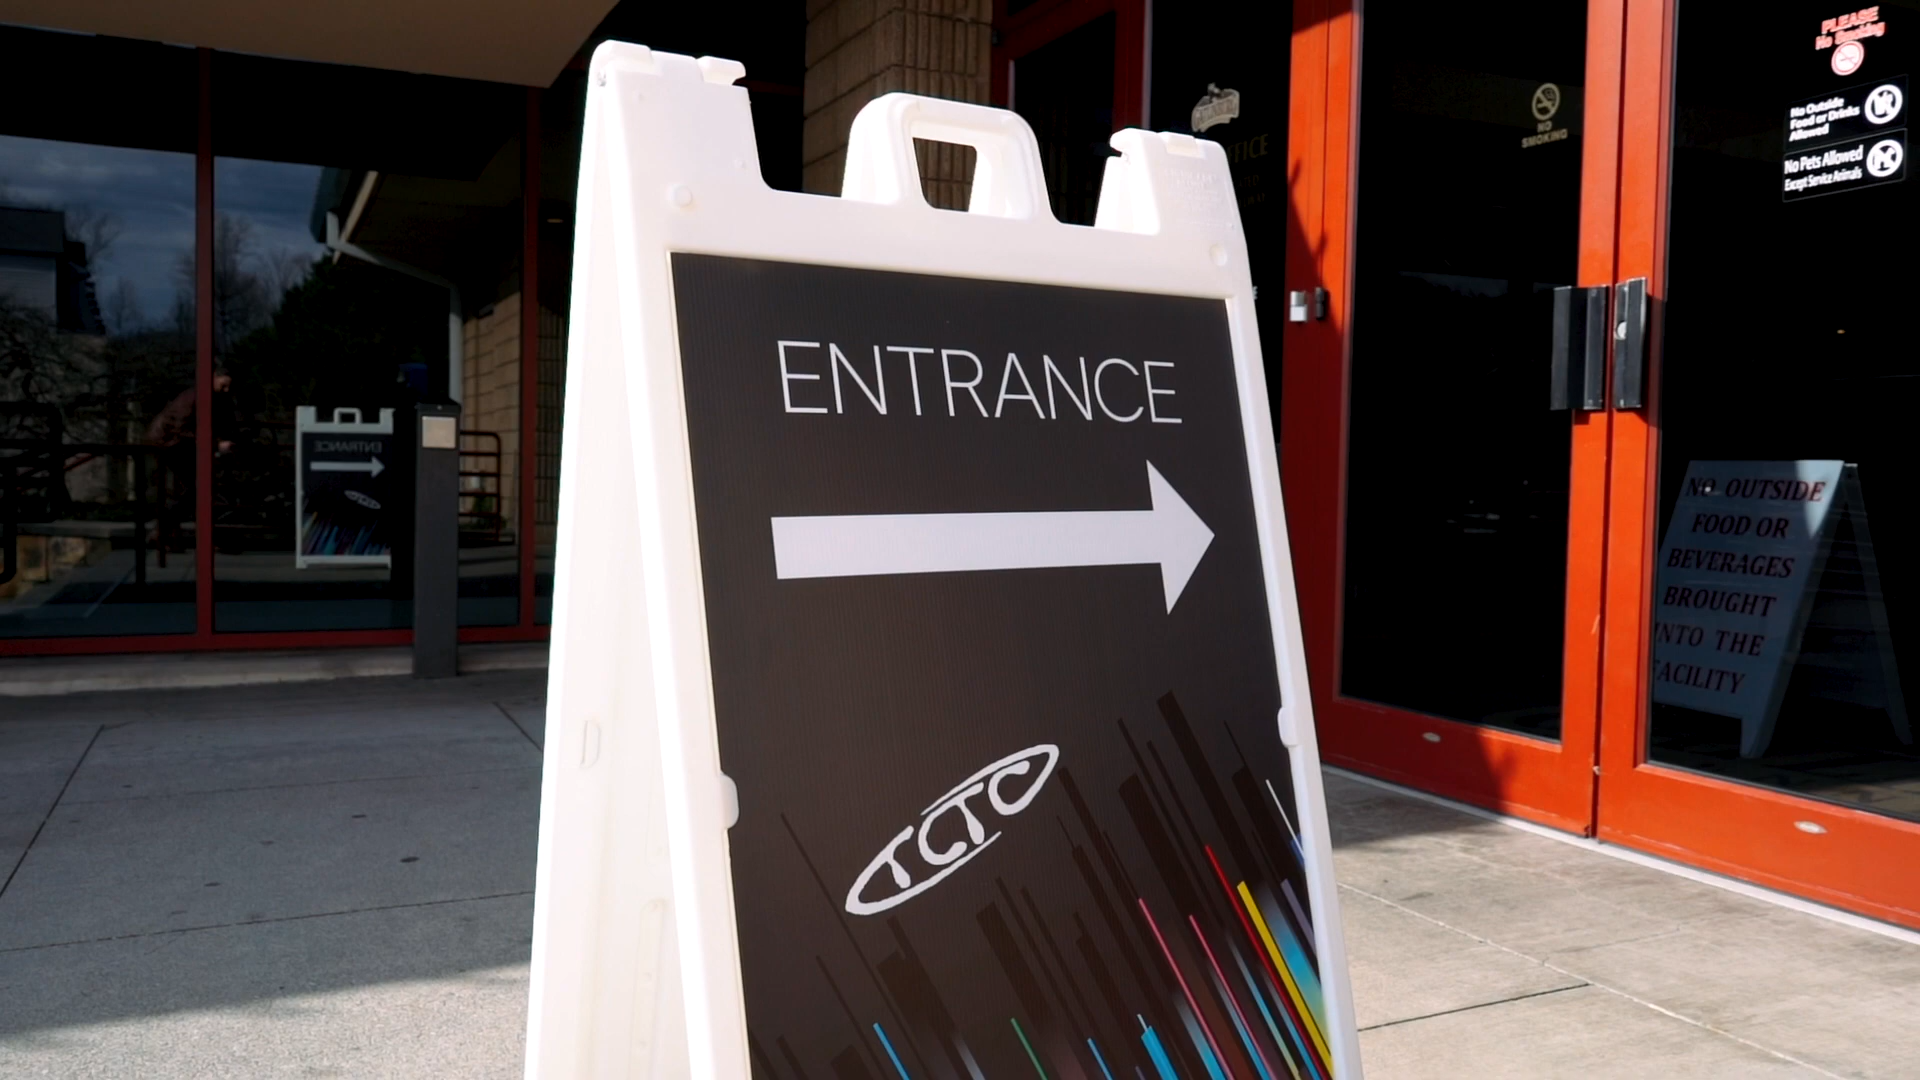 ENTRANCE
TCTC
NO
SMOKING
PLEASE
No Smoking
No Outside
Food or Drinks
Allowed
No Pets Allowed
Except Service Animals
NO OUTSIDE
FOOD OR
BEVERAGES
BROUGHT
INTO THE
FACILITY
ENTRANCE